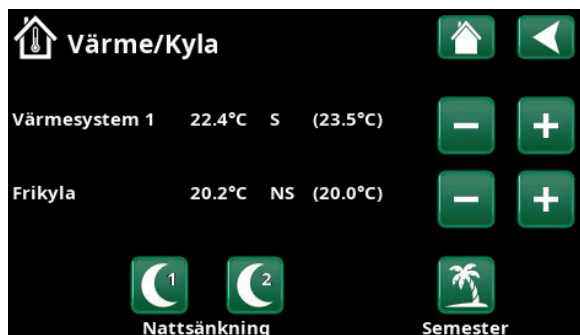 Värme/Kyla
Värmesystem 1 22.4°C S (23.5°C)
Frikyla 20.2°C NS (20.0°C)
1 2
Nattsänkning Semester